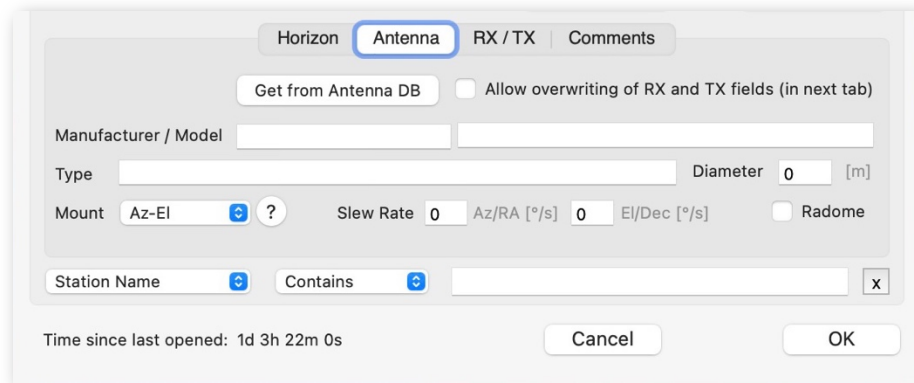 Horizon Antenna RX / TX Comments
Get from Antenna DB Allow overwriting of RX and TX fields (in next tab)
Manufacturer / Model
Type Diameter 0 [m]
Mount Az-El ? Slew Rate 0 Az/RA [°/s] 0 El/Dec [°/s] Radome
Station Name Contains x
Time since last opened: 1d 3h 22m 0s Cancel OK